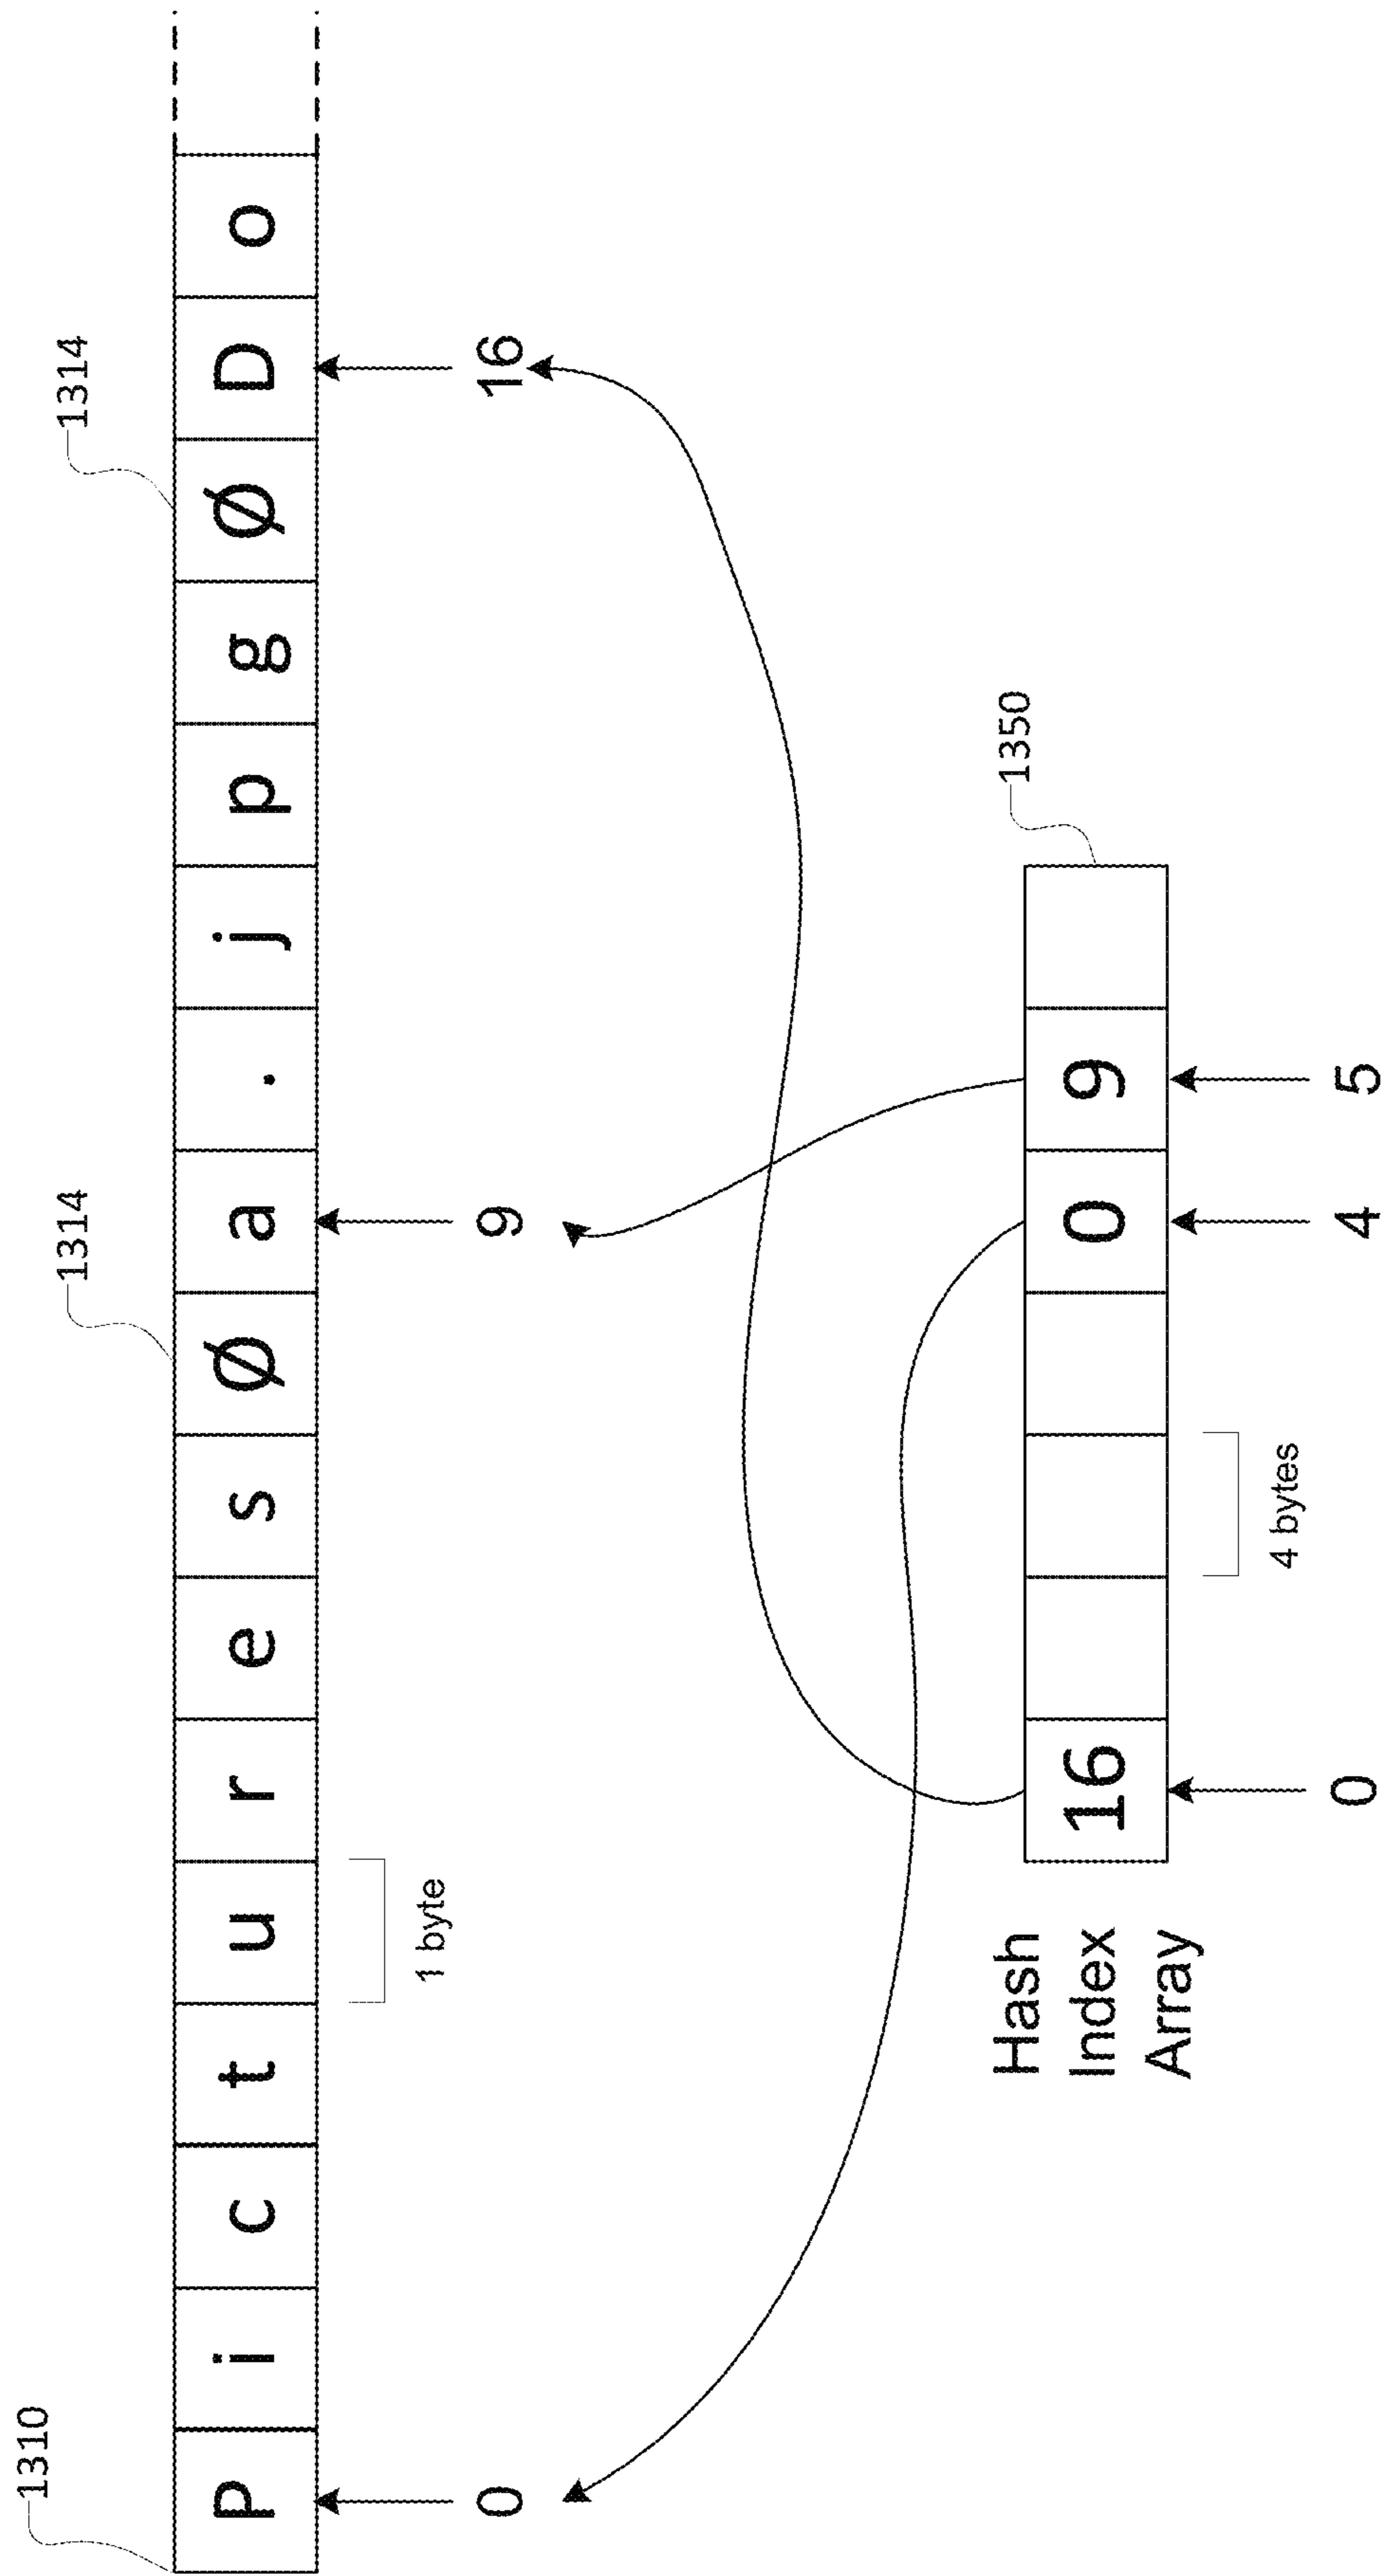 1310
1314 1314
P i c t u r e s Ø a . j p g Ø D o
1 byte
0 9 16
1350
Hash
Index
Array
16 0 9
4 bytes
0 4 5